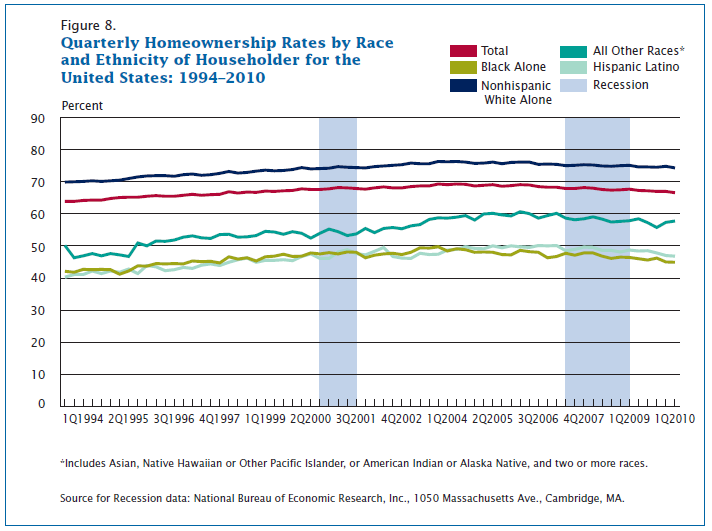 Figure 8.
Quarterly Homeownership Rates by Race
and Ethnicity of Householder for the
United States: 1994–2010
Total
Black Alone
Nonhispanic
White Alone
All Other Races*
Hispanic Latino
Recession
Percent
90
80
70
60
50
40
30
20
10
0
1Q1994 2Q1995 3Q1996 4Q1997 1Q1999 2Q2000 3Q2001 4Q2002 1Q2004 2Q2005 3Q2006 4Q2007 1Q2009 1Q2010
*Includes Asian, Native Hawaiian or Other Pacific Islander, or American Indian or Alaska Native, and two or more races.
Source for Recession data: National Bureau of Economic Research, Inc., 1050 Massachusetts Ave., Cambridge, MA.